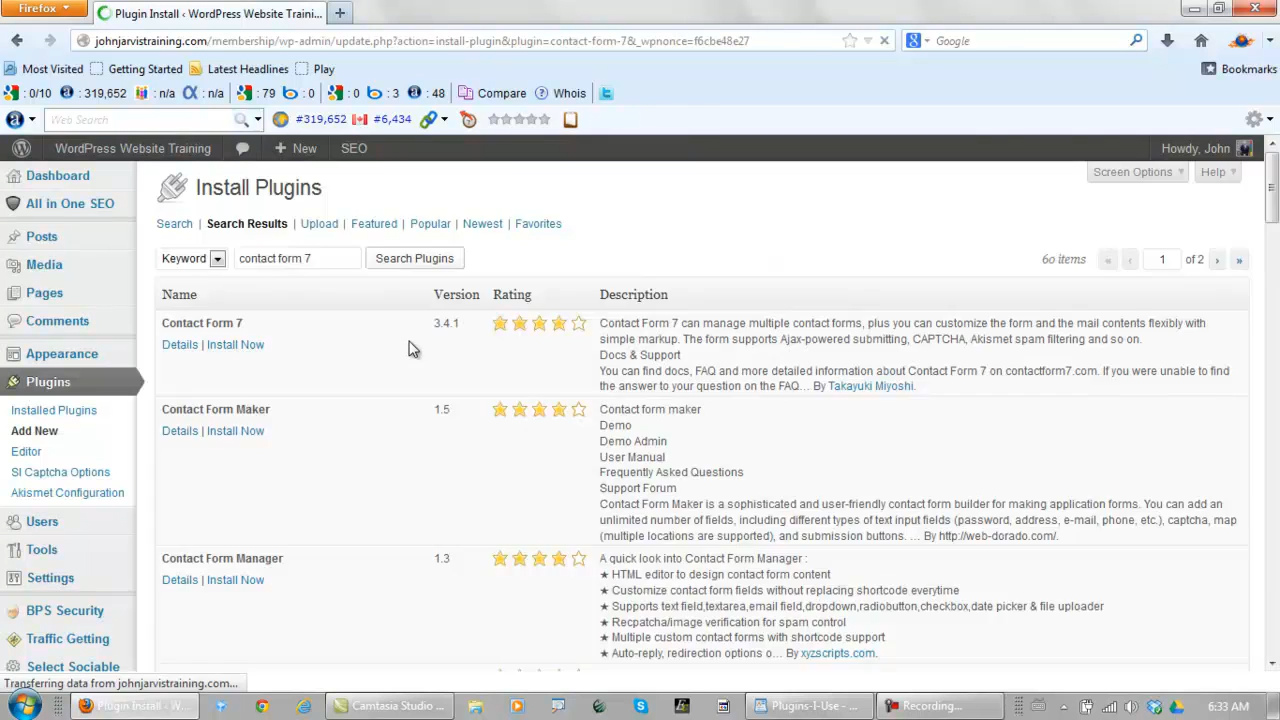 Firefox
Plugin Install ‹ WordPress Website Traini...
johnjarvistraining.com/membership/wp-admin/update.php?action=install-plugin&plugin=contact-form-7&_wpnonce=f6cbe48e27
Google
Most Visited Getting Started Latest Headlines Play
Bookmarks
: 0/10 : 319,652 : n/a : n/a : 79 : 0 : 0 : 3 : 48 Compare Whois
Web Search #319,652 #6,434
WordPress Website Training + New SEO Howdy, John
Dashboard
All in One SEO
Posts
Media
Pages
Comments
Appearance
Plugins
Installed Plugins
Add New
Editor
SI Captcha Options
Akismet Configuration
Users
Tools
Settings
BPS Security
Traffic Getting
Select Sociable
Install Plugins
Screen Options Help
Search | Search Results | Upload | Featured | Popular | Newest | Favorites
Keyword contact form 7 Search Plugins
60 items « ‹ 1 of 2 › »
Name Version Rating Description
Contact Form 7 3.4.1
Details | Install Now
Contact Form 7 can manage multiple contact forms, plus you can customize the form and the mail contents flexibly with
simple markup. The form supports Ajax-powered submitting, CAPTCHA, Akismet spam filtering and so on.
Docs & Support
You can find docs, FAQ and more detailed information about Contact Form 7 on contactform7.com. If you were unable to find
the answer to your question on the FAQ... By Takayuki Miyoshi.
Contact Form Maker 1.5
Details | Install Now
Contact form maker
Demo
Demo Admin
User Manual
Frequently Asked Questions
Support Forum
Contact Form Maker is a sophisticated and user-friendly contact form builder for making application forms. You can add an
unlimited number of fields, including different types of text input fields (password, address, e-mail, phone, etc.), captcha, map
(multiple locations are supported), and submission buttons. ... By http://web-dorado.com/.
Contact Form Manager 1.3
Details | Install Now
A quick look into Contact Form Manager :
★ HTML editor to design contact form content
★ Customize contact form fields without replacing shortcode everytime
★ Supports text field,textarea,email field,dropdown,radiobutton,checkbox,date picker & file uploader
★ Recpatcha/image verification for spam control
★ Multiple custom contact forms with shortcode support
★ Auto-reply, redirection options o... By xyzscripts.com.
Transferring data from johnjarvistraining.com...
Plugin Install ‹ W... Camtasia Studio ... Plugins-I-Use - ... Recording... 6:33 AM